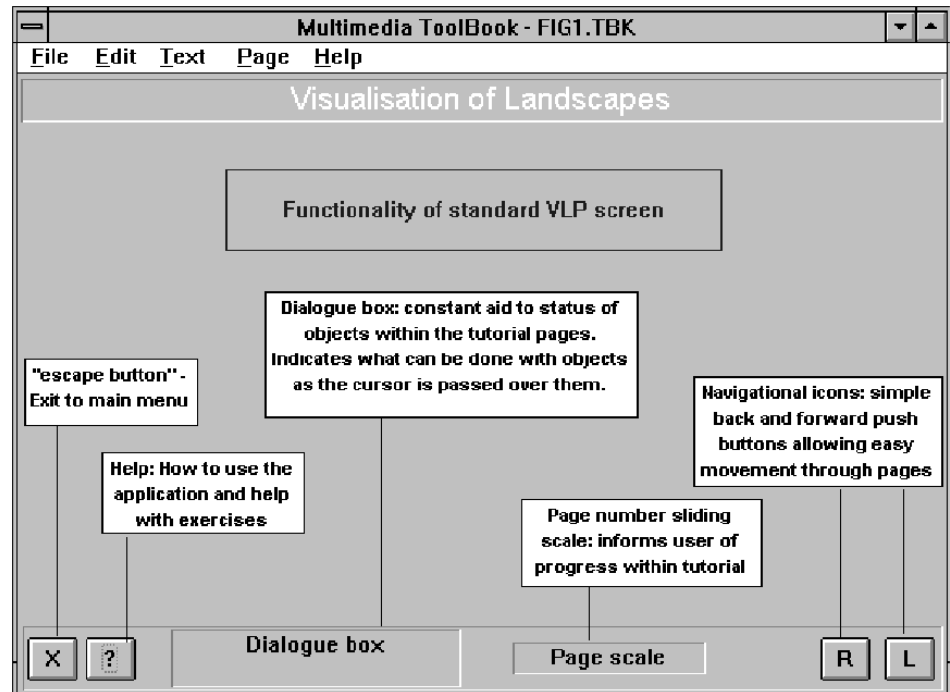 Multimedia ToolBook - FIG1.TBK
File Edit Text Page Help
Visualisation of Landscapes
Functionality of standard VLP screen
Dialogue box: constant aid to status of
objects within the tutorial pages.
Indicates what can be done with objects
as the cursor is passed over them.
"escape button" -
Exit to main menu
Navigational icons: simple
back and forward push
buttons allowing easy
movement through pages
Help: How to use the
application and help
with exercises
Page number sliding
scale: informs user of
progress within tutorial
X ? Dialogue box Page scale R L